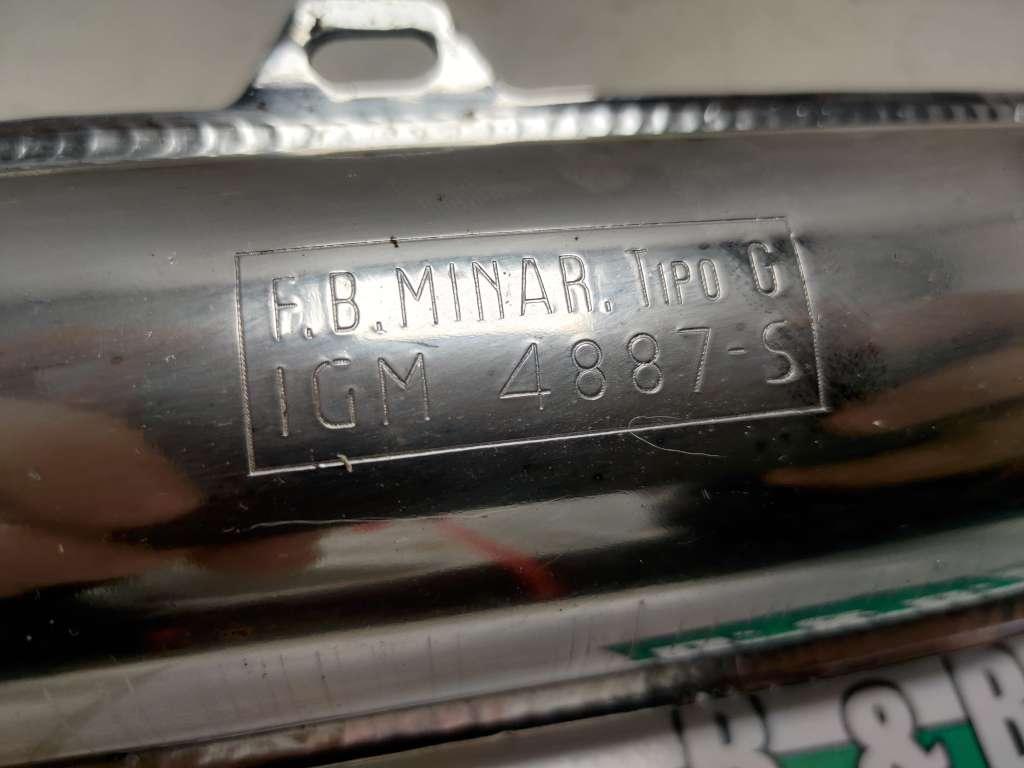 F.B.MINAR. TIPO G
IGM 4887-S
B & B